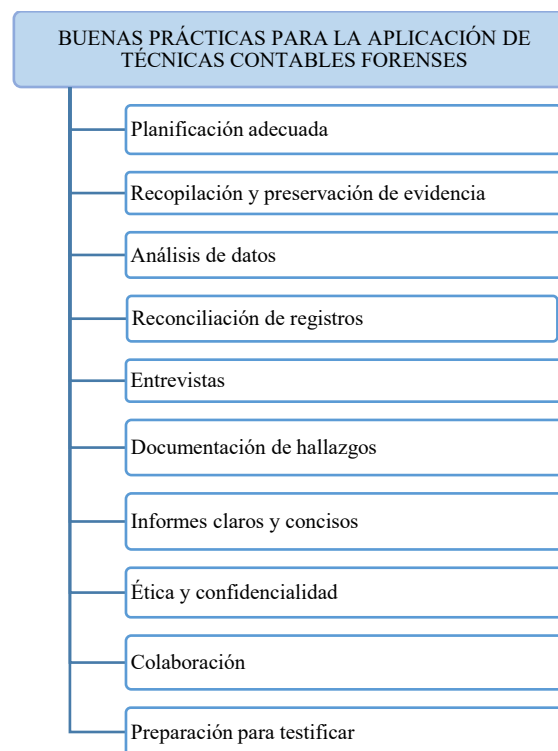 BUENAS PRÁCTICAS PARA LA APLICACIÓN DE
TÉCNICAS CONTABLES FORENSES
Planificación adecuada
Recopilación y preservación de evidencia
Análisis de datos
Reconciliación de registros
Entrevistas
Documentación de hallazgos
Informes claros y concisos
Ética y confidencialidad
Colaboración
Preparación para testificar